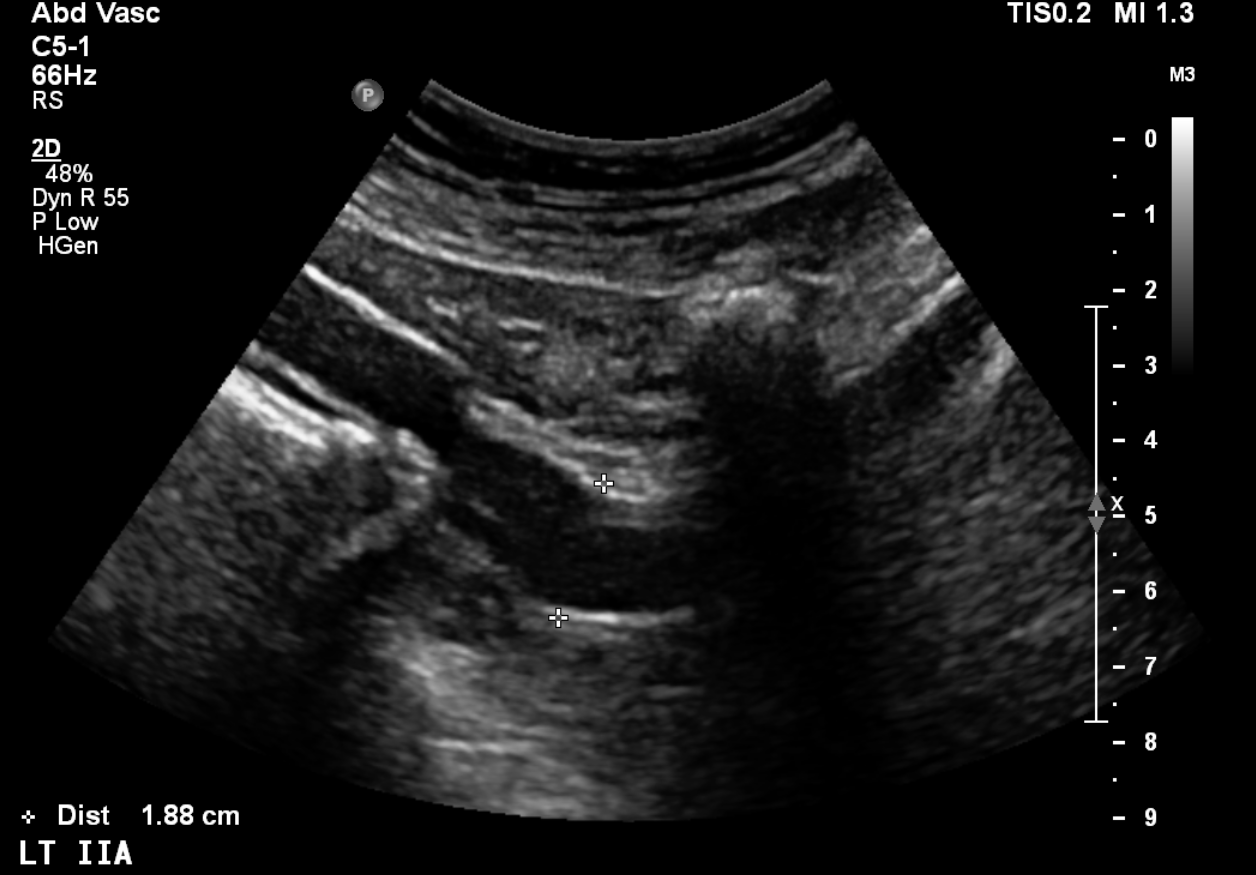 Abd Vasc
TIS0.2 MI 1.3
C5-1
66Hz
RS
2D
48%
Dyn R 55
P Low
HGen
P
M3
0
1
2
3
4
X
5
6
7
8
9
Dist 1.88 cm
LT IIA